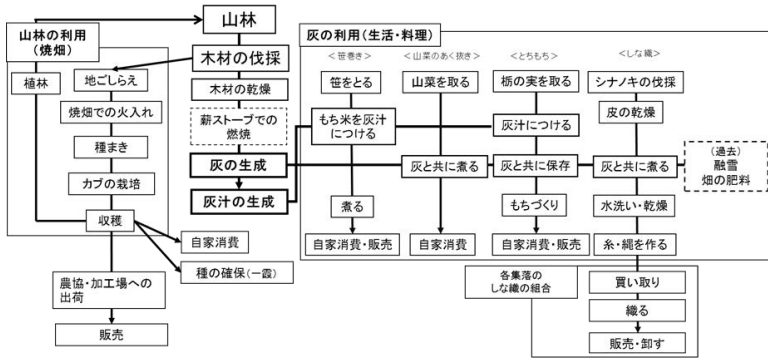 山林
山林の利用
（焼畑）
植林
地ごしらえ
焼畑での火入れ
種まき
カブの栽培
収穫
農協・加工場への
出荷
販売
自家消費
種の確保（一霞）
木材の伐採
木材の乾燥
薪ストーブでの
燃焼
灰の生成
灰汁の生成
灰の利用（生活・料理）
＜笹巻き＞
笹をとる
もち米を灰汁
につける
煮る
自家消費・販売
＜山菜のあく抜き＞
山菜を取る
灰と共に煮る
自家消費
＜とちもち＞
栃の実を取る
灰汁につける
灰と共に保存
もちづくり
自家消費・販売
＜しな織＞
シナノキの伐採
皮の乾燥
灰と共に煮る
水洗い・乾燥
糸・縄を作る
（過去）
融雪
畑の肥料
各集落の
しな織の組合
買い取り
織る
販売・卸す